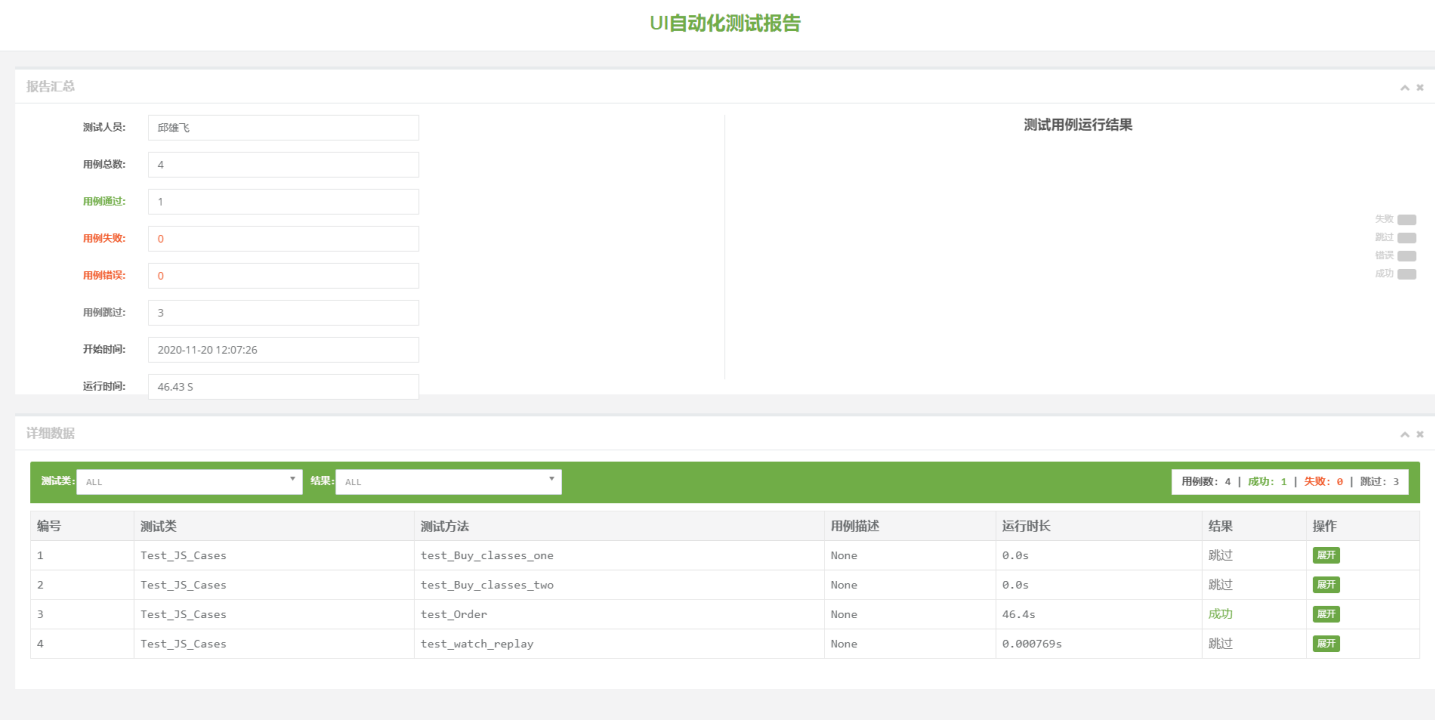 UI自动化测试报告
报告汇总
测试人员: 邱雄飞
用例总数: 4
用例通过: 1
用例失败: 0
用例错误: 0
用例跳过: 3
开始时间: 2020-11-20 12:07:26
运行时间: 46.43 S
测试用例运行结果
失败
跳过
错误
成功
详细数据
测试类: ALL 结果: ALL 用例数: 4 | 成功: 1 | 失败: 0 | 跳过: 3
编号 测试类 测试方法 用例描述 运行时长 结果 操作
1 Test_JS_Cases test_Buy_classes_one None 0.0s 跳过 展开
2 Test_JS_Cases test_Buy_classes_two None 0.0s 跳过 展开
3 Test_JS_Cases test_Order None 46.4s 成功 展开
4 Test_JS_Cases test_watch_replay None 0.000769s 跳过 展开